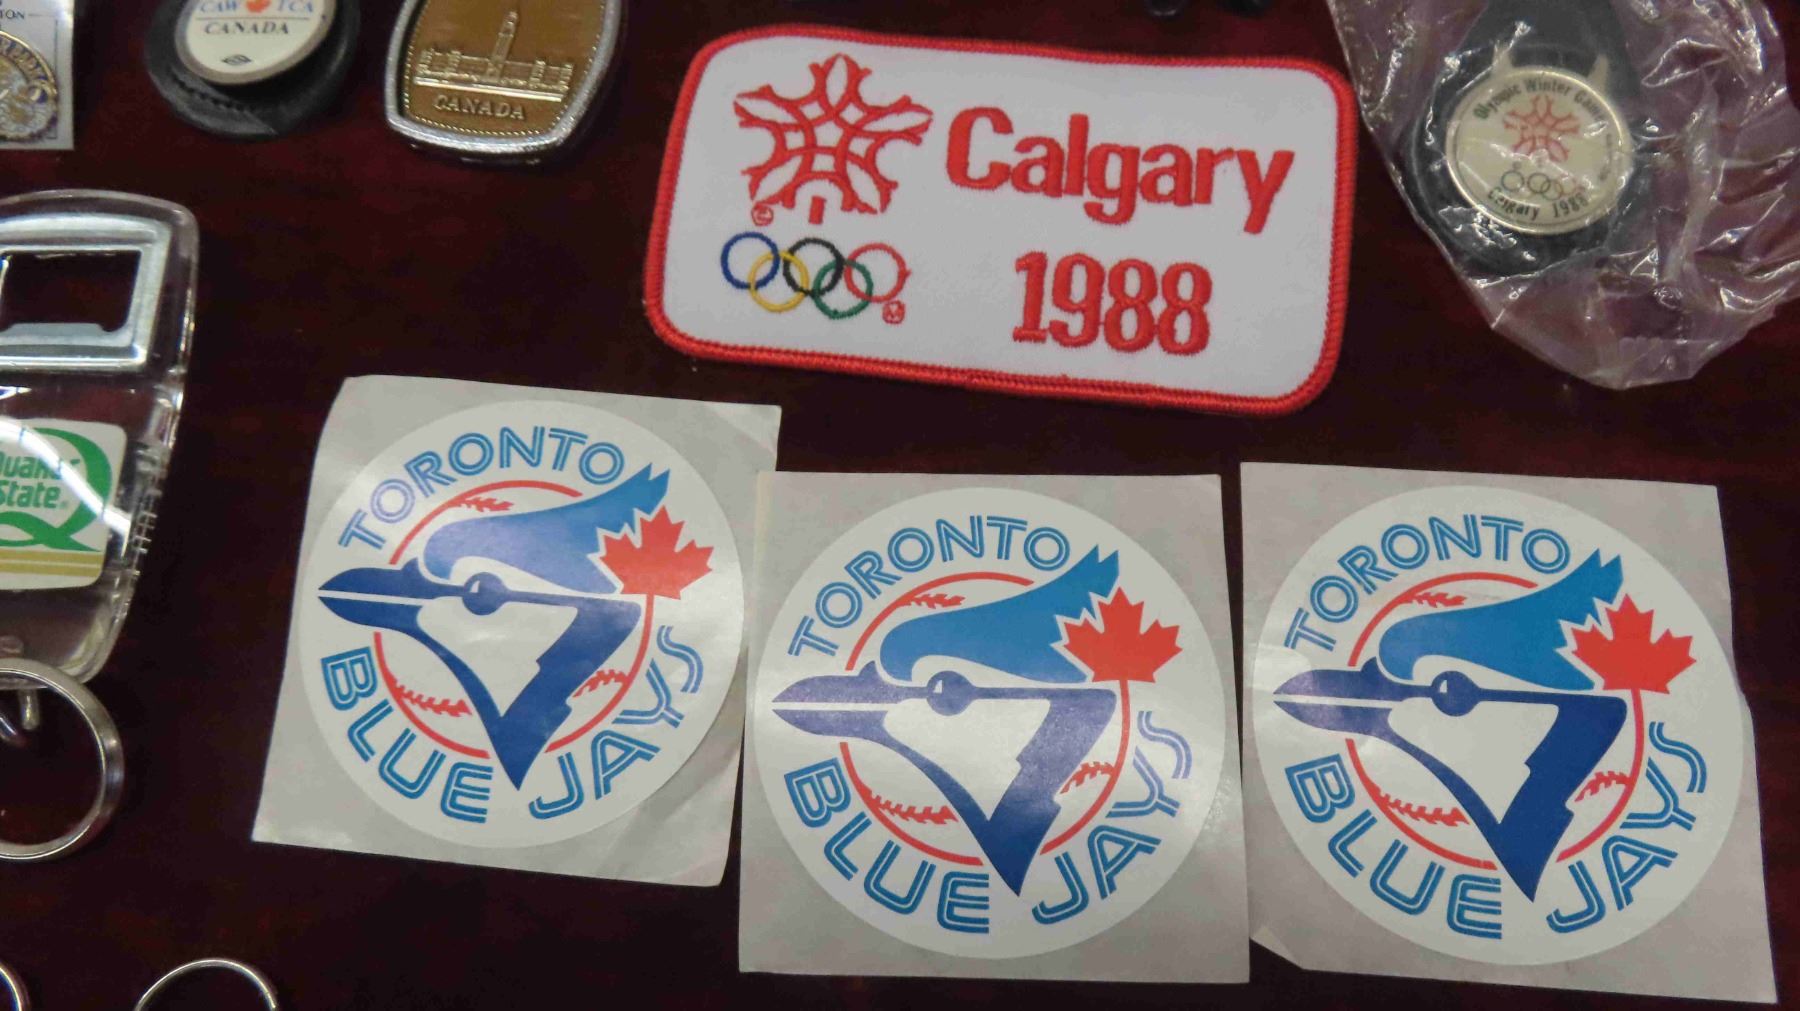 CAW TCA
CANADA
CANADA
Calgary
1988
Olympic Winter Games
Calgary 1988
Quaker
State
TORONTO
BLUE JAYS
TORONTO
BLUE JAYS
TORONTO
BLUE JAYS